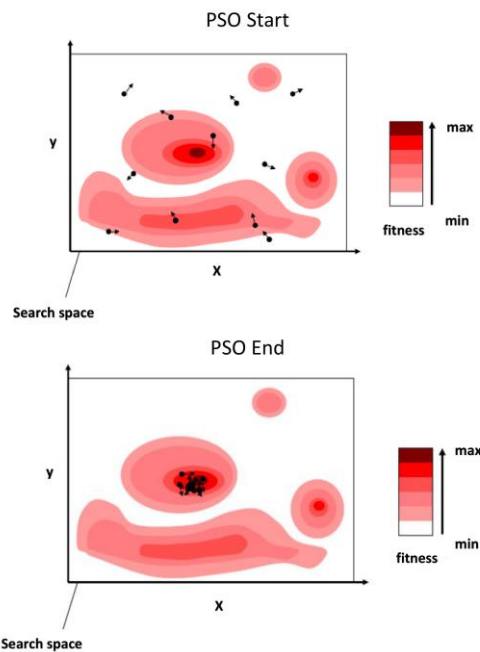 PSO Start
y
max
min
fitness
X
Search space
PSO End
y
max
min
fitness
X
Search space